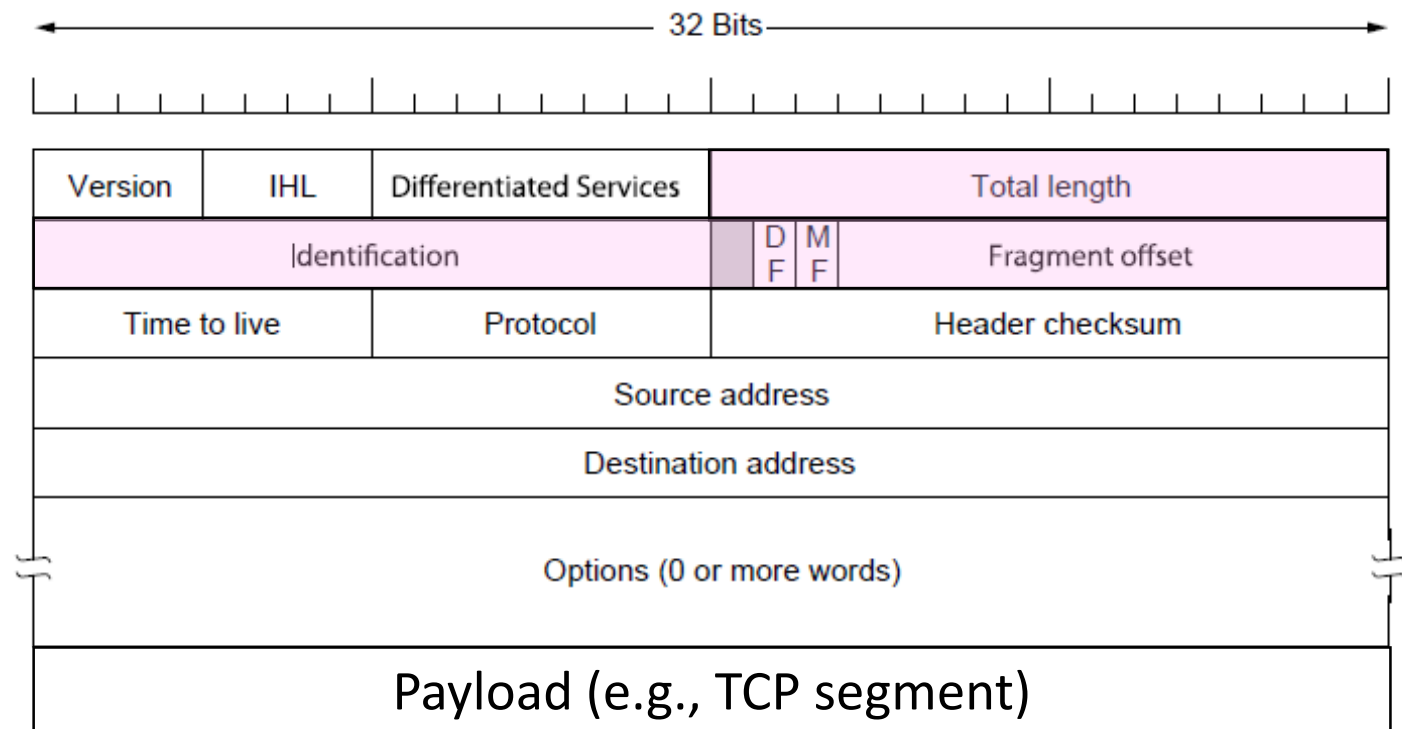 32 Bits
Version IHL Differentiated Services Total length
Identification D F M F Fragment offset
Time to live Protocol Header checksum
Source address
Destination address
Options (0 or more words)
Payload (e.g., TCP segment)